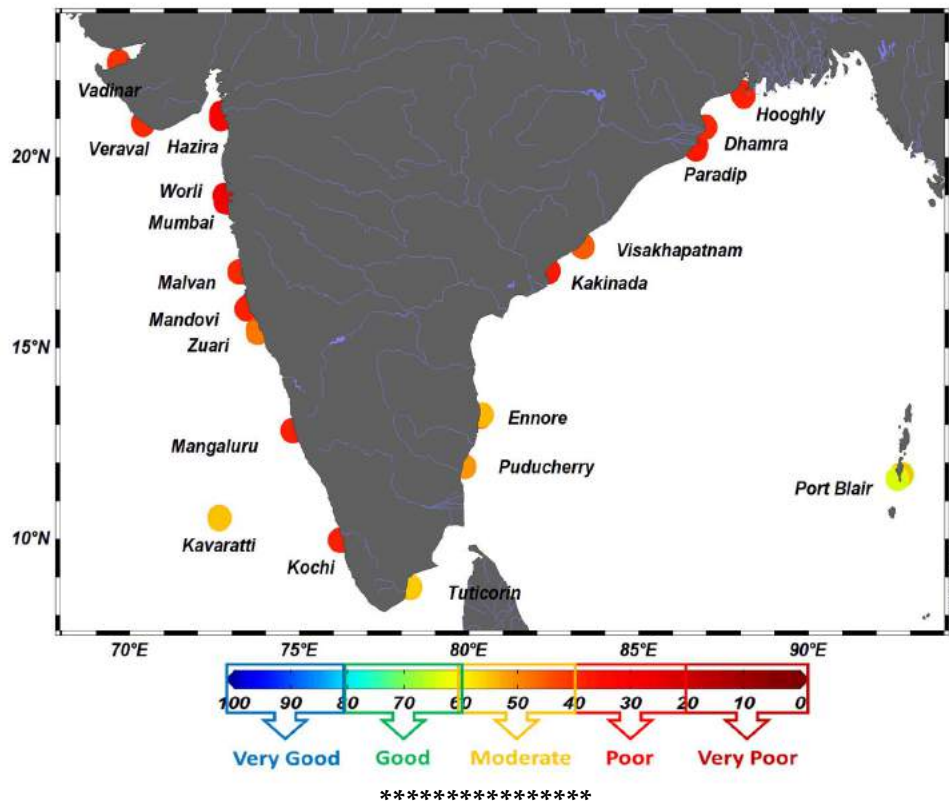 Vadinar
Hooghly
Veraval
Hazira
Dhamra
20°N
Paradip
Worli
Mumbai
Visakhapatnam
Malvan
Kakinada
Mandovi
Zuari
15°N
Ennore
Mangaluru
Puducherry
Port Blair
Kavaratti
10°N
Kochi
Tuticorin
70°E 75°E 80°E 85°E 90°E
100 90 80 70 60 50 40 30 20 10 0
Very Good Good Moderate Poor Very Poor
****************